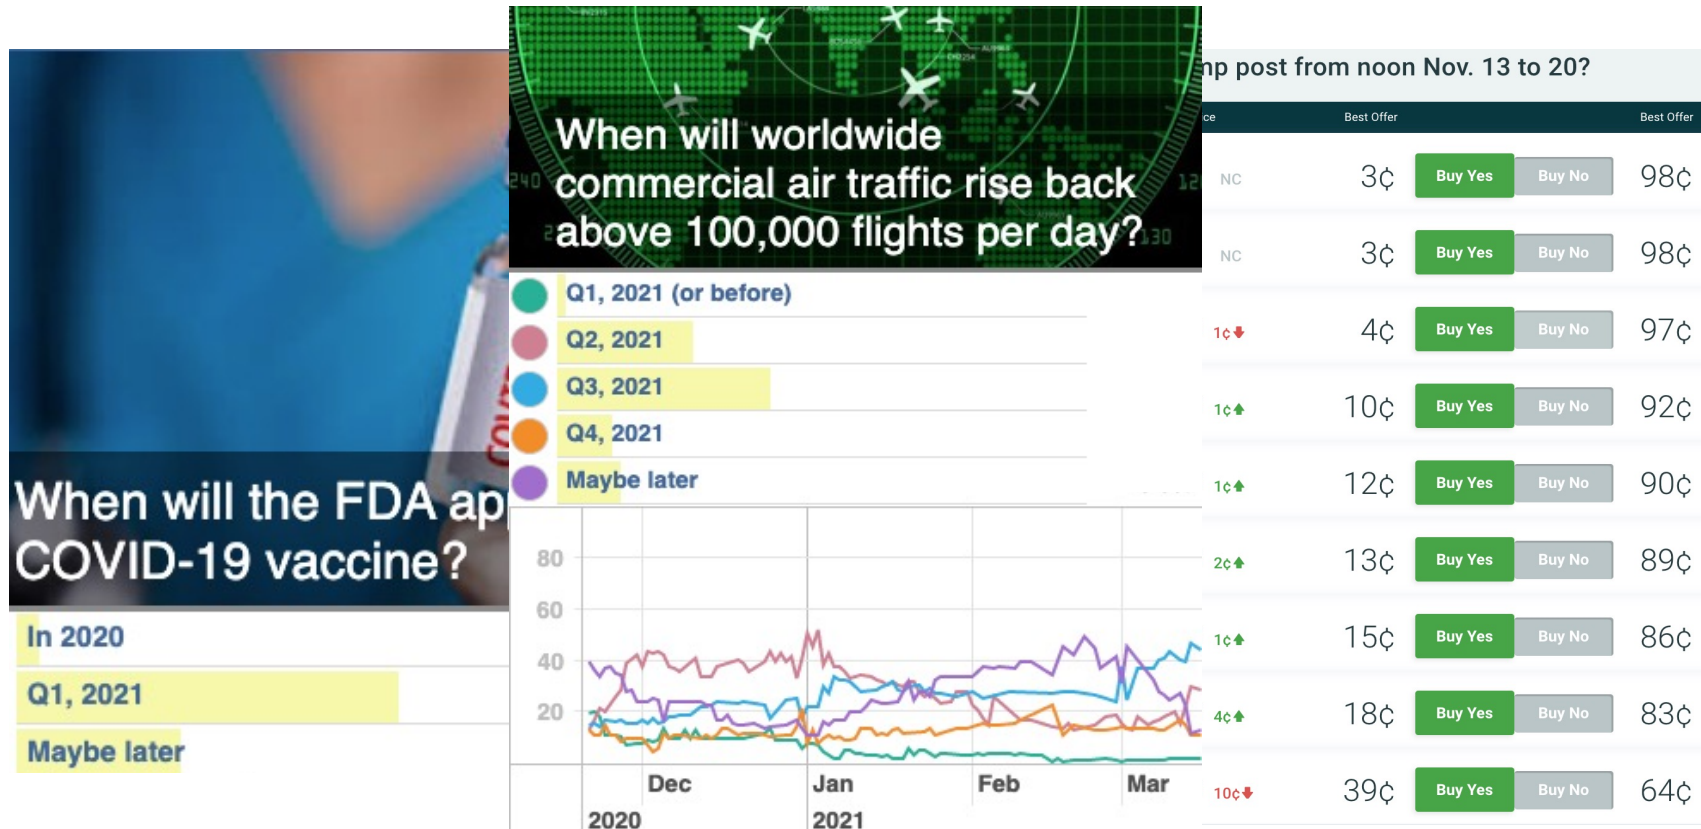 When will the FDA ap
COVID-19 vaccine?
In 2020
Q1, 2021
Maybe later
When will worldwide
commercial air traffic rise back
above 100,000 flights per day?
240
130
Q1, 2021 (or before)
Q2, 2021
Q3, 2021
Q4, 2021
Maybe later
80
60
40
20
Dec Jan Feb Mar
2020 2021
mp post from noon Nov. 13 to 20?
ce Best Offer Best Offer
NC 3¢ Buy Yes Buy No 98¢
NC 3¢ Buy Yes Buy No 98¢
1¢ 4¢ Buy Yes Buy No 97¢
1¢ 10¢ Buy Yes Buy No 92¢
1¢ 12¢ Buy Yes Buy No 90¢
2¢ 13¢ Buy Yes Buy No 89¢
1¢ 15¢ Buy Yes Buy No 86¢
4¢ 18¢ Buy Yes Buy No 83¢
10¢ 39¢ Buy Yes Buy No 64¢